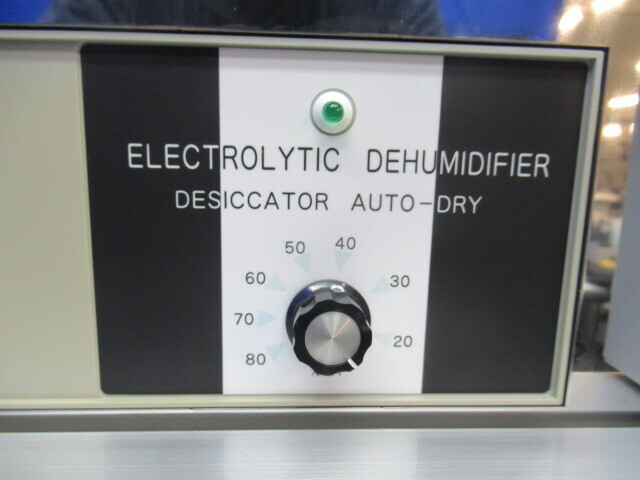 ELECTROLYTIC DEHUMIDIFIER
DESICCATOR AUTO-DRY
50 40
60 30
70 20
80